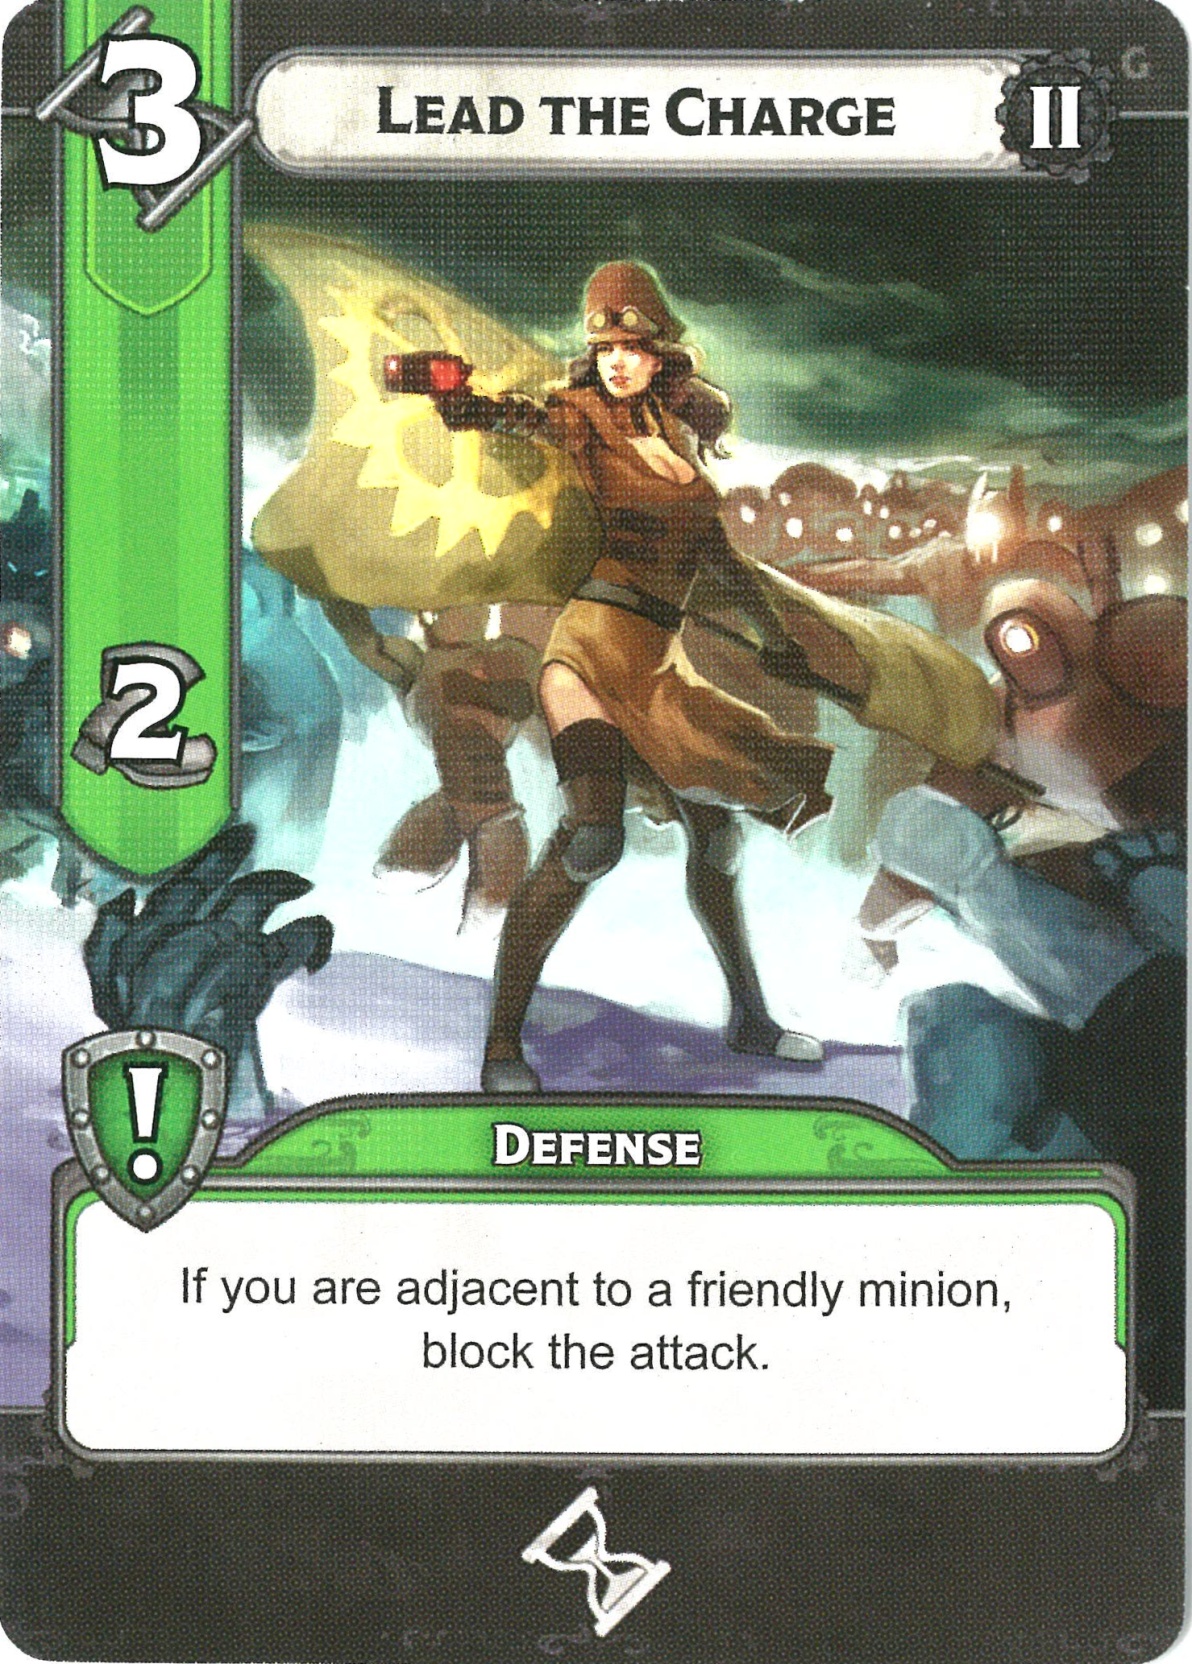 3
LEAD THE CHARGE
II
G
2
!
DEFENSE
If you are adjacent to a friendly minion,
block the attack.